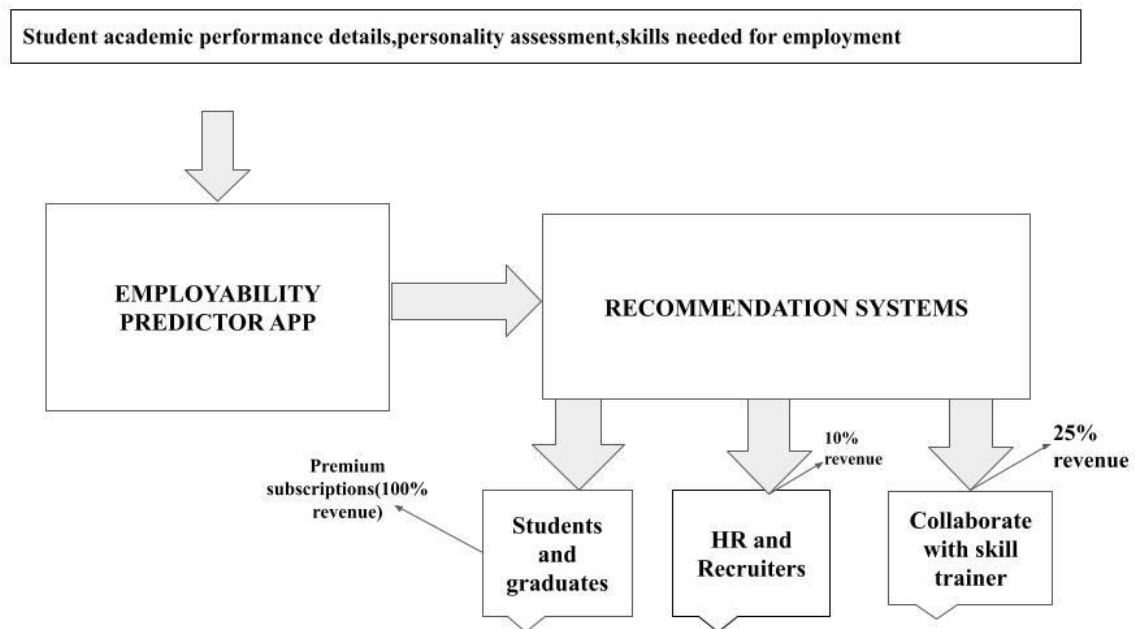 Student academic performance details,personality assessment,skills needed for employment
EMPLOYABILITY
PREDICTOR APP
RECOMMENDATION SYSTEMS
Premium
subscriptions(100%
revenue)
10%
revenue
25%
revenue
Students
and
graduates
HR and
Recruiters
Collaborate
with skill
trainer